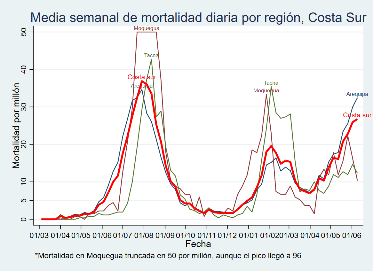 Media semanal de mortalidad diaria por región, Costa Sur
Mortalidad por millón
50
40
30
20
10
0
Moquegua
Tacna
Costa sur
Tacna
Moquegua
Arequipa
Costa sur
01/03 01/04 01/05 01/06 01/07 01/08 01/09 01/10 01/11 01/12 01/01 01/02 01/03 01/04 01/05 01/06
Fecha
*Mortalidad en Moquegua truncada en 50 por millón, aunque el pico llegó a 96